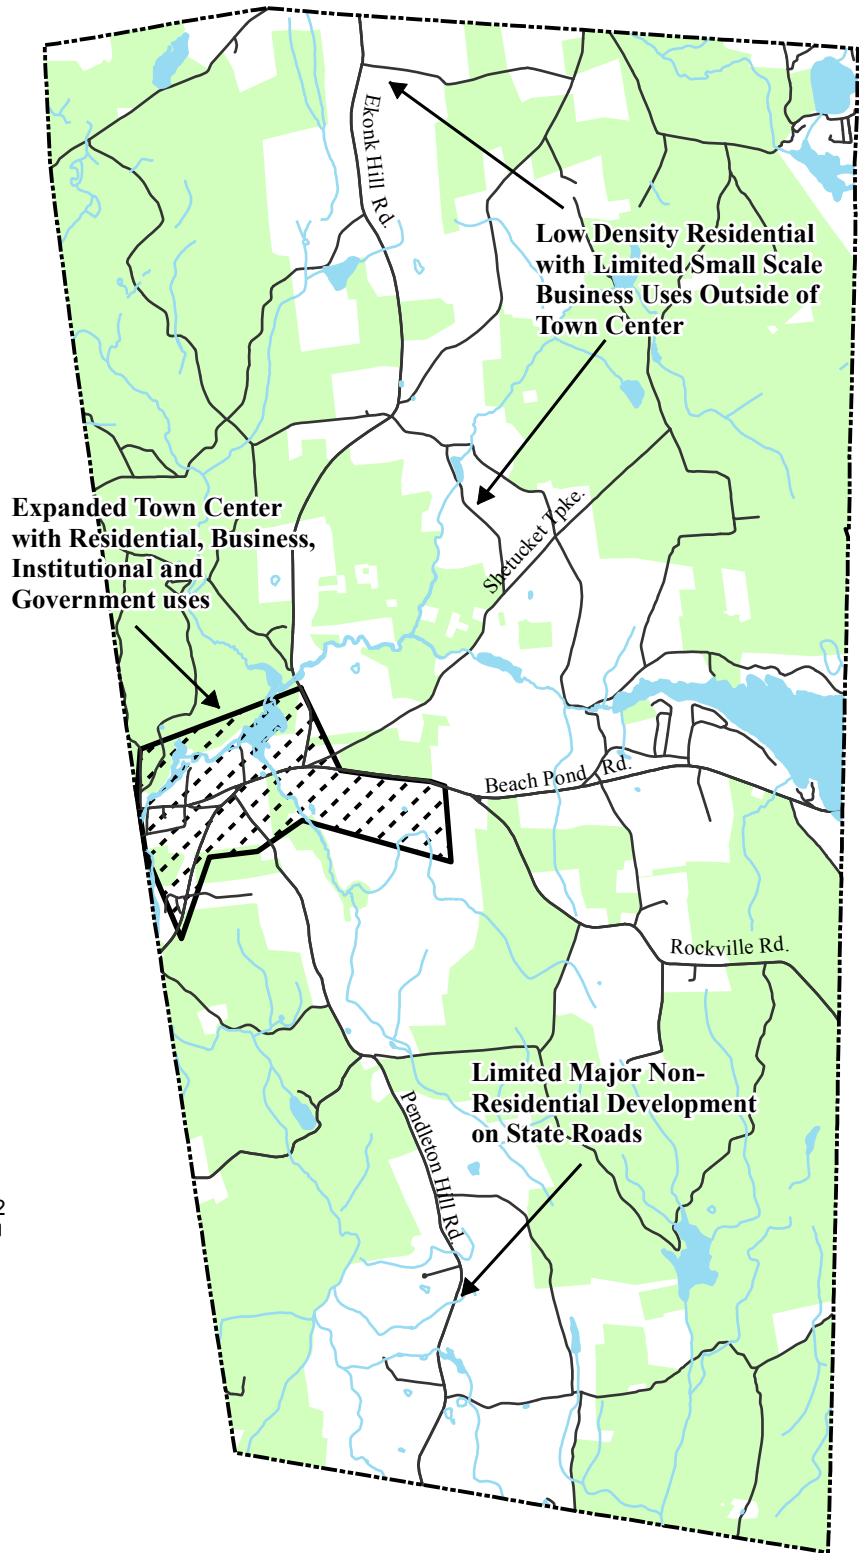 Ekonk Hill Rd.
Low Density Residential
with Limited Small Scale
Business Uses Outside of
Town Center
Expanded Town Center
with Residential, Business,
Institutional and
Government uses
Shetucket Tpke.
Beach Pond Rd.
Rockville Rd.
Limited Major Non-
Residential Development
on State Roads
Pendleton Hill Rd.
2